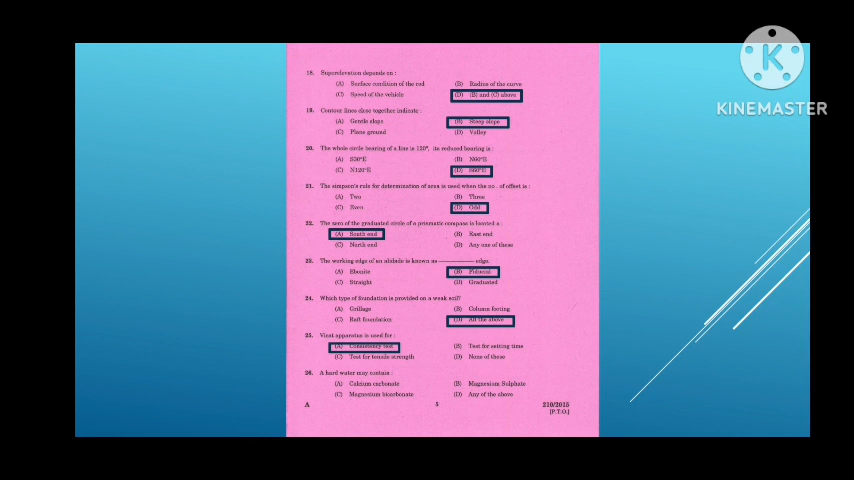 KINEMASTER
18. Superelevation depends on :
(A) Surface condition of the rod (B) Radius of the curve
(C) Speed of the vehicle (D) (B) and (C) above
19. Contour lines close together indicate :
(A) Gentle slope (B) Steep slope
(C) Plane ground (D) Valley
20. The whole circle bearing of a line is 120°, its reduced bearing is :
(A) S30°E (B) N60°E
(C) N120°E (D) S60°E
21. The simpson's rule for determination of area is used when the no . of offset is :
(A) Two (B) Three
(C) Even (D) Odd
22. The zero of the graduated circle of a prismatic compass is located a :
(A) South end (B) East end
(C) North end (D) Any one of these
23. The working edge of an alidade is known as ———— edge.
(A) Ebonite (B) Fiducial
(C) Straight (D) Graduated
24. Which type of foundation is provided on a weak soil?
(A) Grillage (B) Column footing
(C) Raft foundation (D) All the above
25. Vicat apparatus is used for :
(A) Consistency test (B) Test for setting time
(C) Test for tensile strength (D) None of these
26. A hard water may contain :
(A) Calcium carbonate (B) Magnesium Sulphate
(C) Magnesium bicarbonate (D) Any of the above
A 5 210/2015
[P.T.O.]